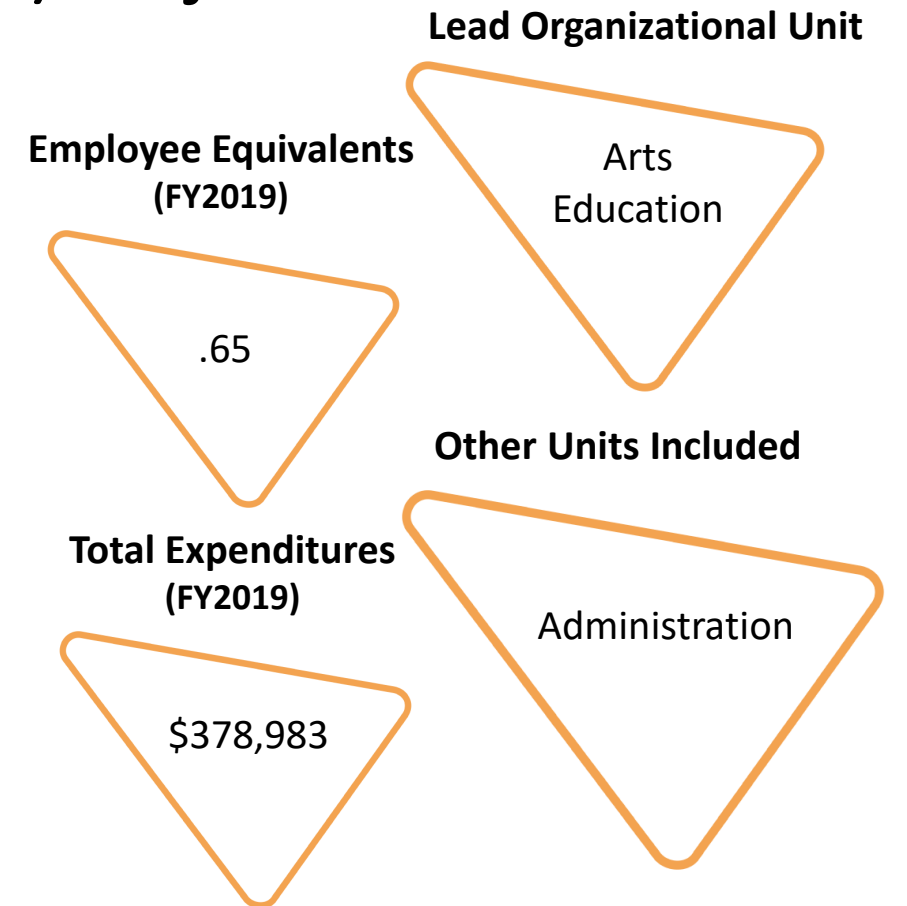 Lead Organizational Unit
Arts
Education
Employee Equivalents
(FY2019)
.65
Other Units Included
Administration
Total Expenditures
(FY2019)
$378,983